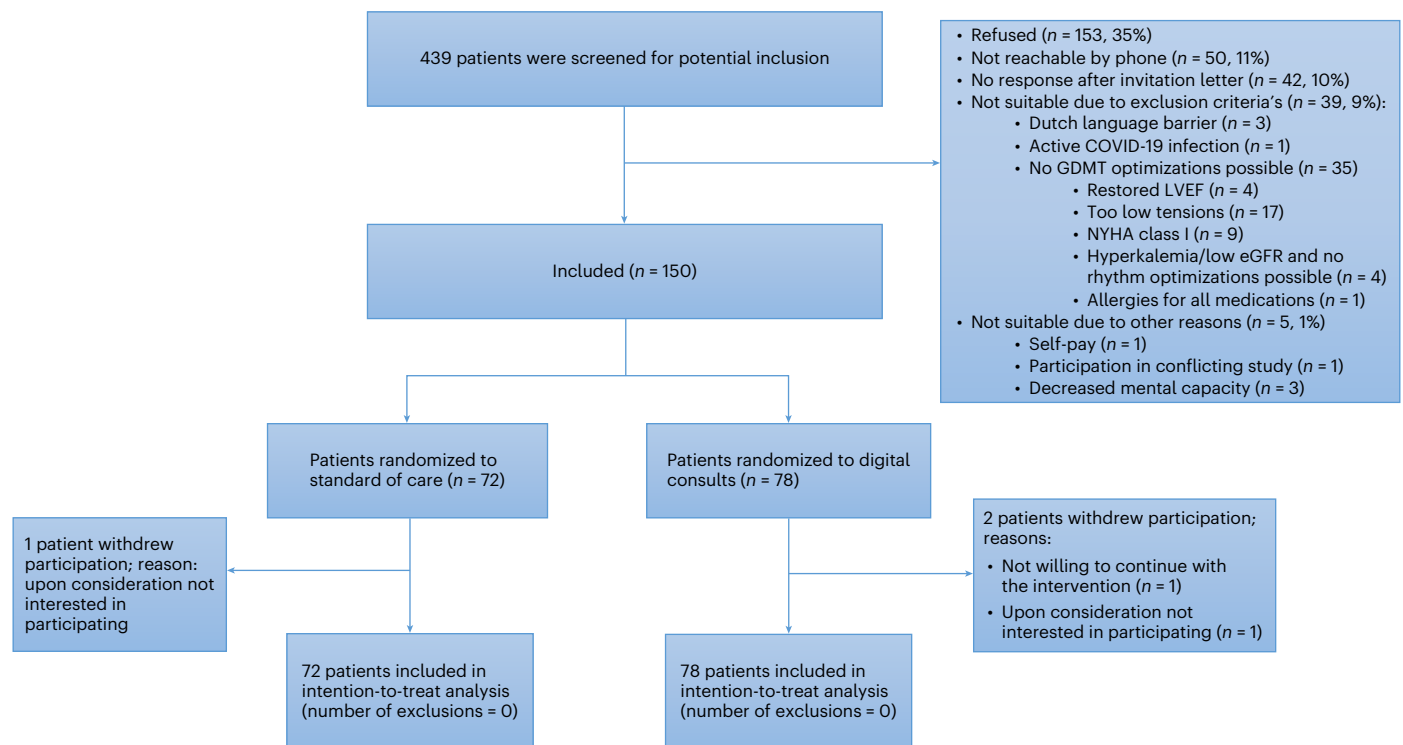 439 patients were screened for potential inclusion
• Refused (n = 153, 35%)
• Not reachable by phone (n = 50, 11%)
• No response after invitation letter (n = 42, 10%)
• Not suitable due to exclusion criteria's (n = 39, 9%):
• Dutch language barrier (n = 3)
• Active COVID-19 infection (n = 1)
• No GDMT optimizations possible (n = 35)
• Restored LVEF (n = 4)
• Too low tensions (n = 17)
• NYHA class I (n = 9)
• Hyperkalemia/low eGFR and no
rhythm optimizations possible
(n = 4)
• Allergies for all medications (n = 1)
• Not suitable due to other reasons (n = 5, 1%)
• Self-pay (n = 1)
• Participation in conflicting study (n = 1)
• Decreased mental capacity (n = 3)
Included (n = 150)
Patients randomized to
standard of care (n = 72)
Patients randomized to digital
consults (n = 78)
1 patient withdrew
participation; reason:
upon consideration not
interested in
participating
2 patients withdrew participation;
reasons:
• Not willing to continue with
the intervention (n = 1)
• Upon consideration not
interested in participating (n = 1)
72 patients included in
intention-to-treat analysis
(number of exclusions = 0)
78 patients included in
intention-to-treat analysis
(number of exclusions = 0)